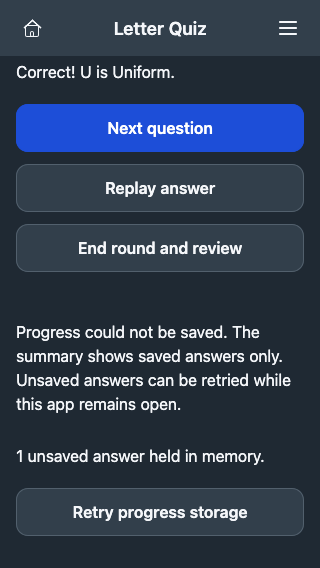 Letter Quiz
Correct! U is Uniform.
Next question
Replay answer
End round and review
Progress could not be saved. The
summary shows saved answers only.
Unsaved answers can be retried while
this app remains open.
1 unsaved answer held in memory.
Retry progress storage